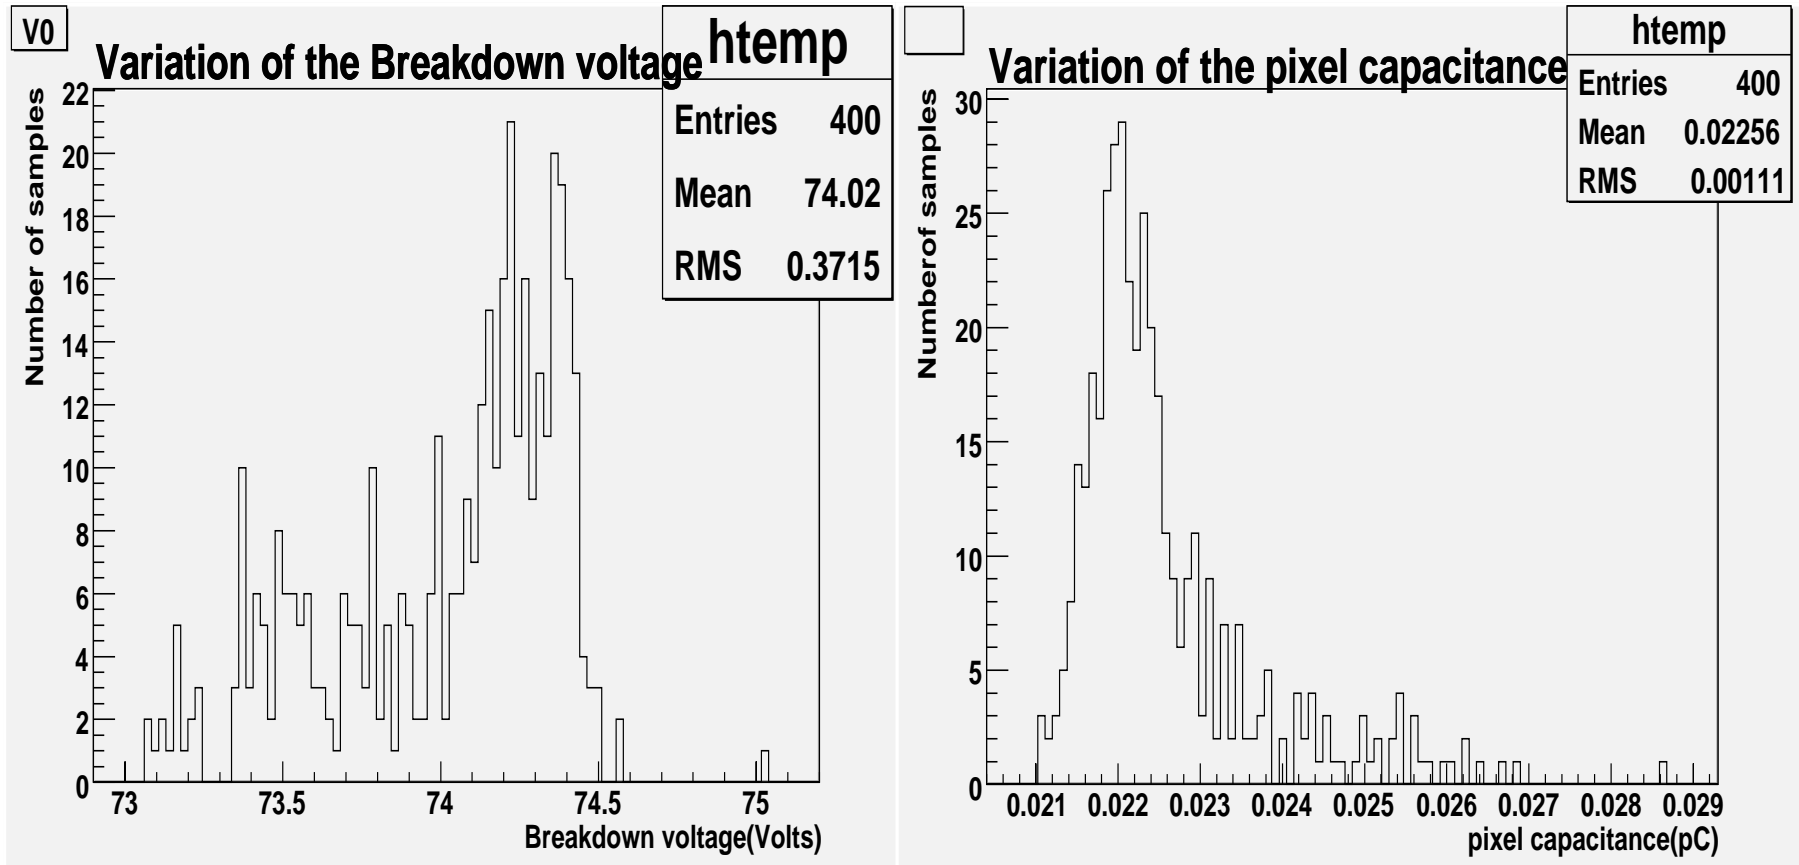 V0
Variation of the Breakdown voltage
htemp
Entries 400
Mean 74.02
RMS 0.3715
Number of samples
22
20
18
16
14
12
10
8
6
4
2
0
73 73.5 74 74.5 75
Breakdown voltage(Volts)
Variation of the pixel capacitance
htemp
Entries 400
Mean 0.02256
RMS 0.00111
Numberof samples
30
25
20
15
10
5
0
0.021 0.022 0.023 0.024 0.025 0.026 0.027 0.028 0.029
pixel capacitance(pC)